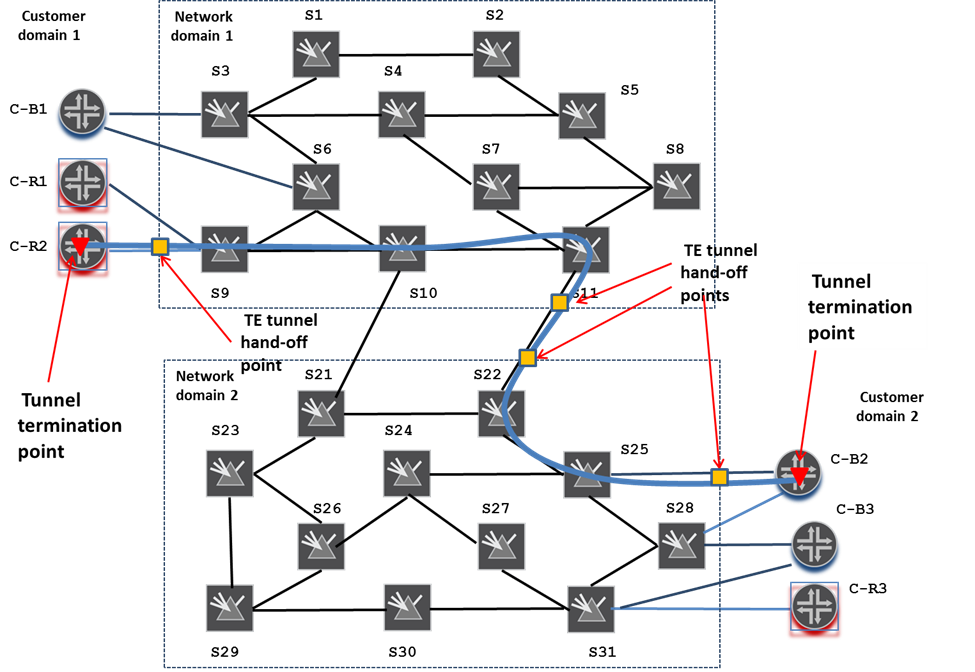 Customer
domain 1
Network
domain 1
S1
S2
S3
S4
S5
C-B1
S6
S7
S8
C-R1
C-R2
S9
S10
S11
TE tunnel
hand-off
points
TE tunnel
hand-off
point
Tunnel
termination
point
Tunnel
termination
point
Network
domain 2
S21
S22
Customer
domain 2
S23
S24
S25
C-B2
S26
S27
S28
C-B3
C-R3
S29
S30
S31